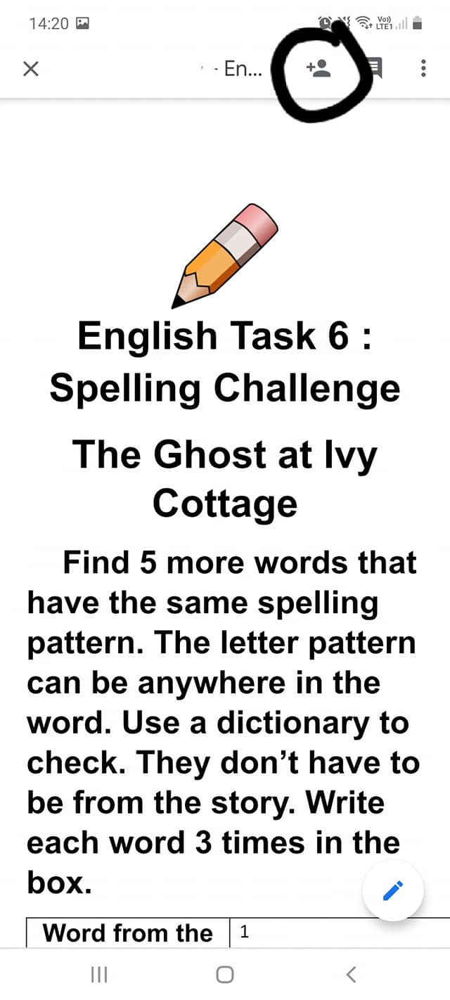 14:20 Vo)) LTE1
- En...
English Task 6 :
Spelling Challenge
The Ghost at Ivy
Cottage
Find 5 more words that
have the same spelling
pattern. The letter pattern
can be anywhere in the
word. Use a dictionary to
check. They don’t have to
be from the story. Write
each word 3 times in the
box.
Word from the 1